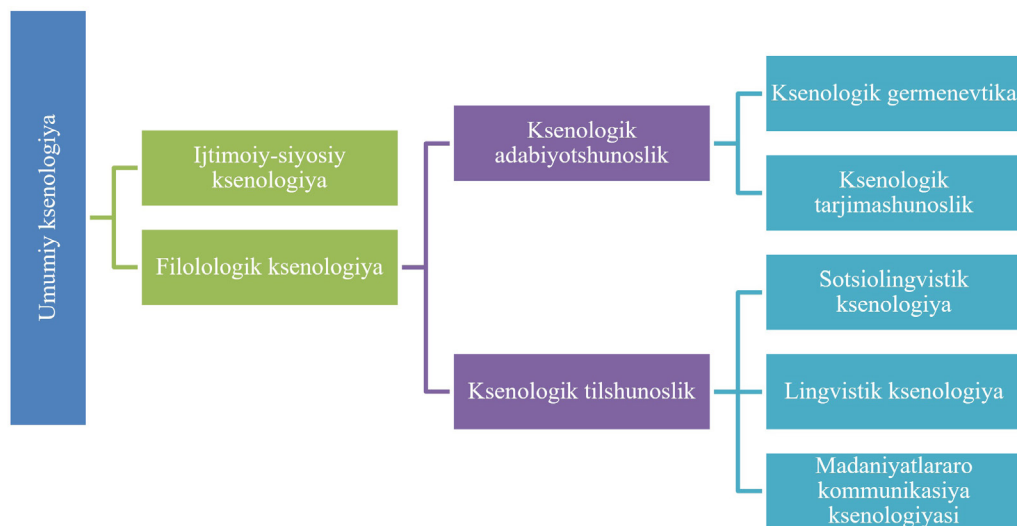 Umumiy ksenologiya
Ijtimoiy-siyosiy
ksenologiya
Filolologik ksenologiya
Ksenologik
adabiyotshunoslik
Ksenologik tilshunoslik
Ksenologik germenevtika
Ksenologik
tarjimashunoslik
Sotsiolingvistik
ksenologiya
Lingvistik ksenologiya
Madaniyatlararo
kommunikasiya
ksenologiyasi